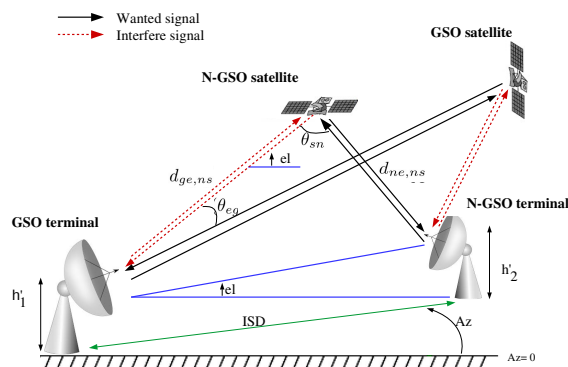 Wanted signal
Interfere signal
GSO satellite
N-GSO satellite
θsn
el
dge,ns
dne,ns
θeg
GSO terminal
N-GSO terminal
h'1
h'2
el
ISD
Az
Az= 0